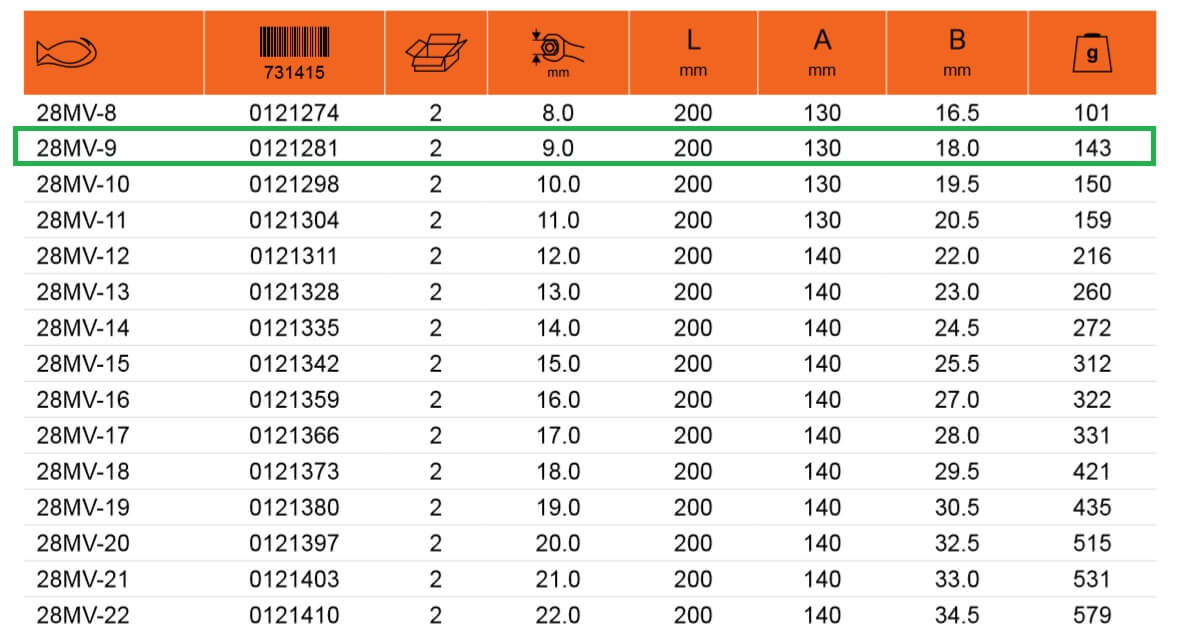 731415 mm L mm A mm B mm g
28MV-8 0121274 2 8.0 200 130 16.5 101
28MV-9 0121281 2 9.0 200 130 18.0 143
28MV-10 0121298 2 10.0 200 130 19.5 150
28MV-11 0121304 2 11.0 200 130 20.5 159
28MV-12 0121311 2 12.0 200 140 22.0 216
28MV-13 0121328 2 13.0 200 140 23.0 260
28MV-14 0121335 2 14.0 200 140 24.5 272
28MV-15 0121342 2 15.0 200 140 25.5 312
28MV-16 0121359 2 16.0 200 140 27.0 322
28MV-17 0121366 2 17.0 200 140 28.0 331
28MV-18 0121373 2 18.0 200 140 29.5 421
28MV-19 0121380 2 19.0 200 140 30.5 435
28MV-20 0121397 2 20.0 200 140 32.5 515
28MV-21 0121403 2 21.0 200 140 33.0 531
28MV-22 0121410 2 22.0 200 140 34.5 579